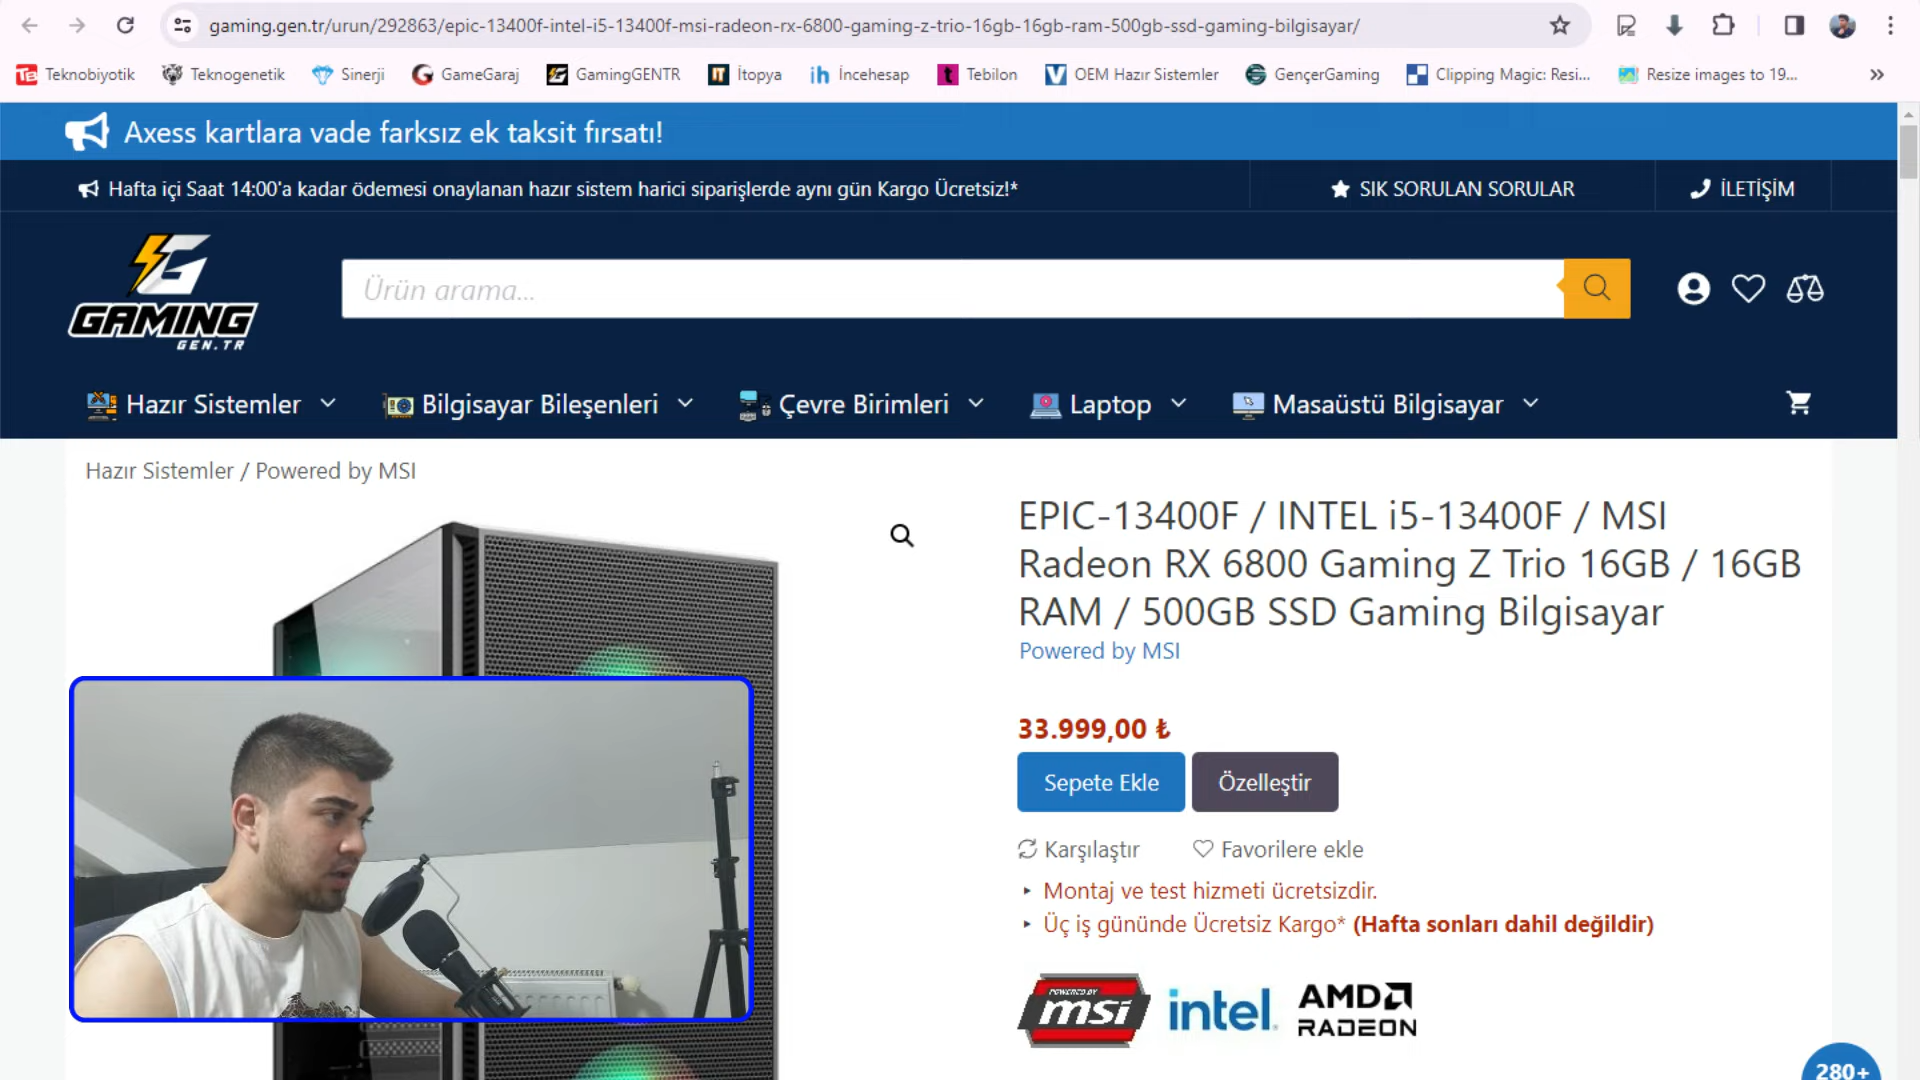 gaming.gen.tr/urun/292863/epic-13400f-intel-i5-13400f-msi-radeon-rx-6800-gaming-z-trio-16gb-16gb-ram-500gb-ssd-gaming-bilgisayar/
Teknobiyotik Teknogenetik Sinerji GameGaraj GamingGENTR İtopya İncehesap Tebilon OEM Hazır Sistemler GençerGaming Clipping Magic: Resi... Resize images to 19...
Axess kartlara vade farksız ek taksit fırsatı!
Hafta içi Saat 14:00'a kadar ödemesi onaylanan hazır sistem harici siparişlerde aynı gün Kargo Ücretsiz!* SIK SORULAN SORULAR İLETİŞİM
GAMING
GEN.TR
Ürün arama...
Hazır Sistemler Bilgisayar Bileşenleri Çevre Birimleri Laptop Masaüstü Bilgisayar
Hazır Sistemler / Powered by MSI
EPIC-13400F / INTEL i5-13400F / MSI
Radeon RX 6800 Gaming Z Trio 16GB / 16GB
RAM / 500GB SSD Gaming Bilgisayar
Powered by MSI
33.999,00 ₺
Sepete Ekle Özelleştir
Karşılaştır Favorilere ekle
Montaj ve test hizmeti ücretsizdir.
Üç iş gününde Ücretsiz Kargo* (Hafta sonları dahil değildir)
POWERED BY
msi intel. AMD
RADEON
280+